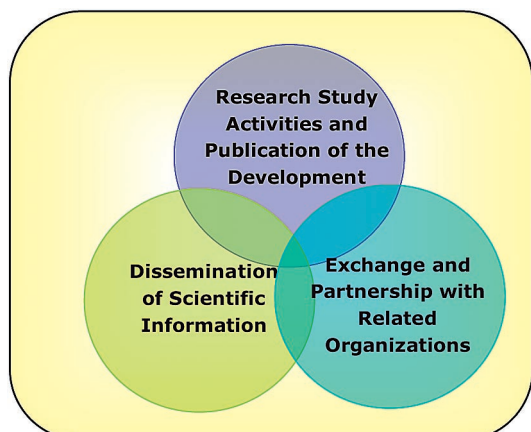 Research Study
Activities and
Publication of the
Development
Dissemination
of Scientific
Information
Exchange and
Partnership with
Related
Organizations